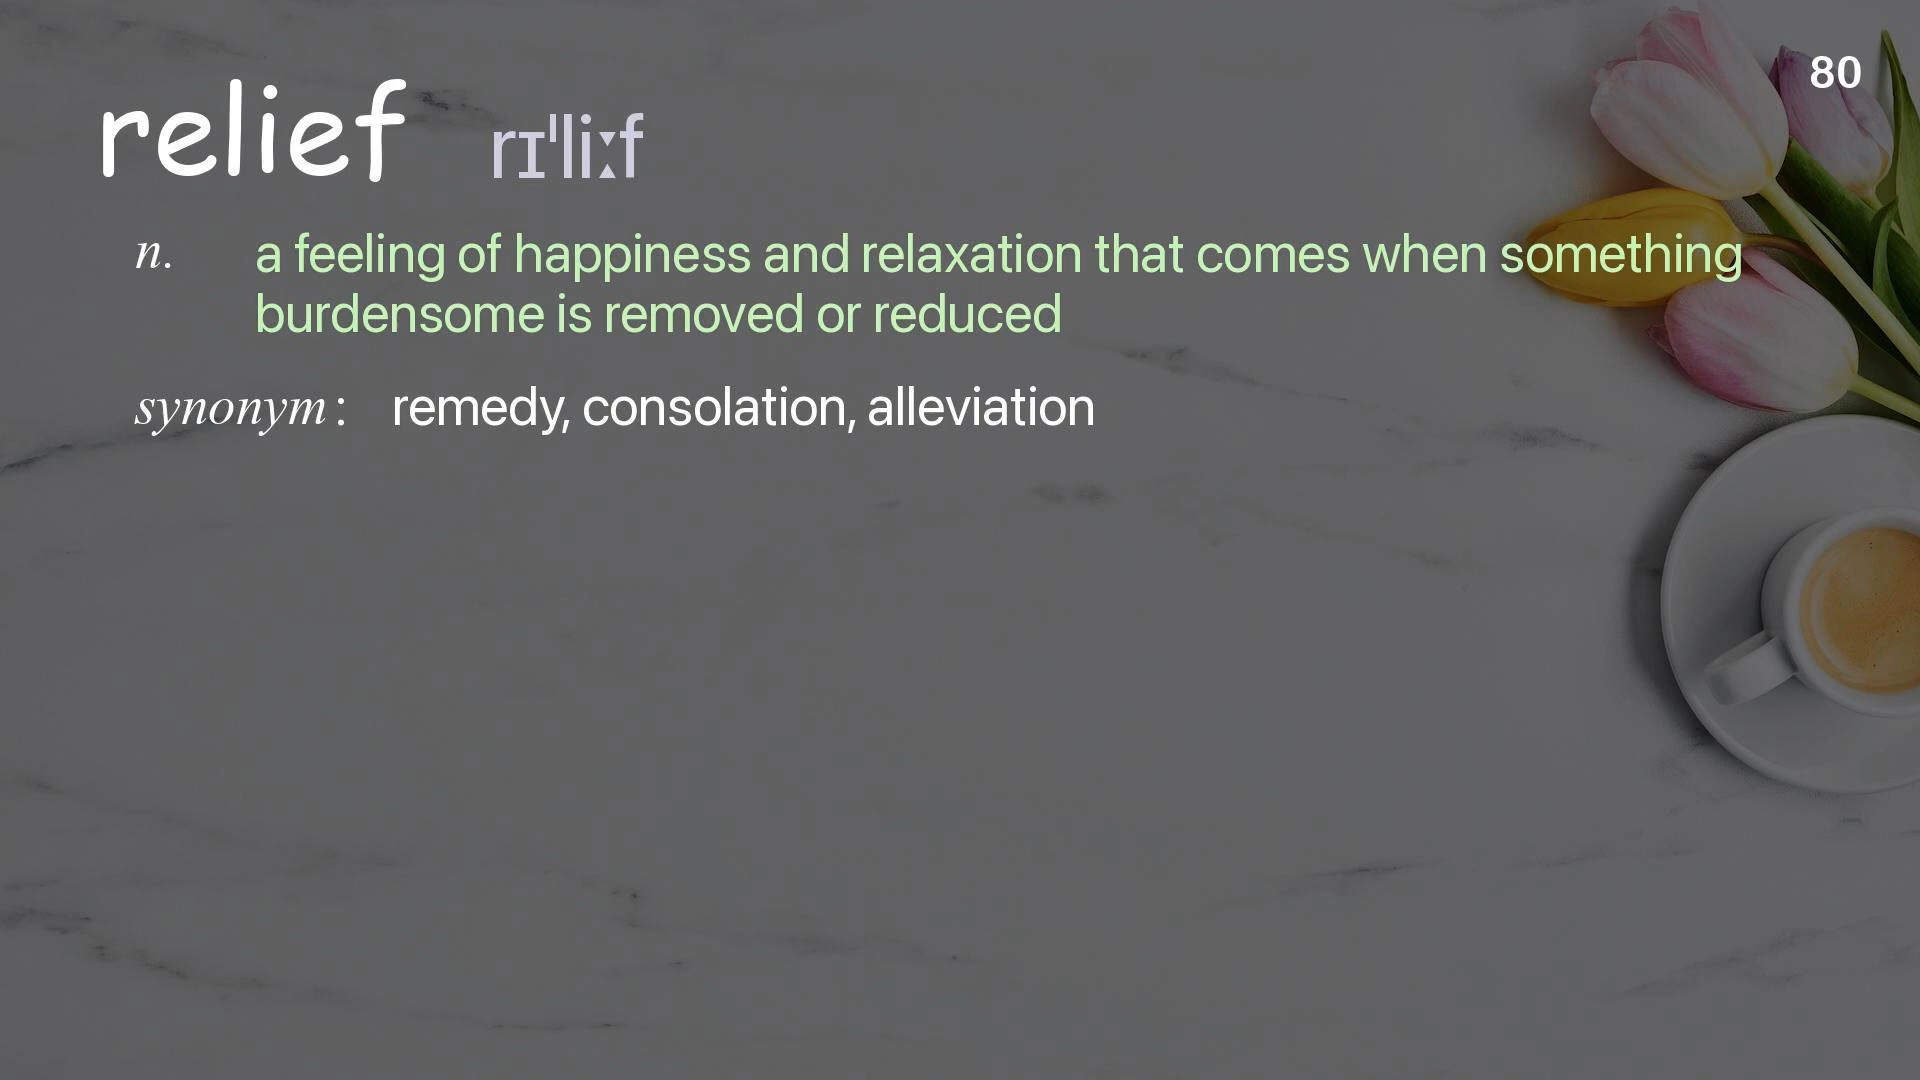 80
relief rɪˈliːf
n. a feeling of happiness and relaxation that comes when something
burdensome is removed or reduced
synonym: remedy, consolation, alleviation